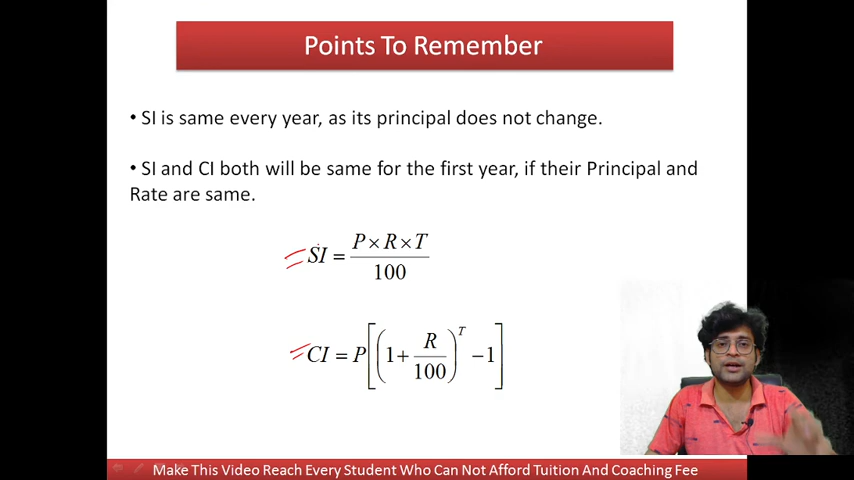 Points To Remember
• SI is same every year, as its principal does not change.
• SI and CI both will be same for the first year, if their Principal and
Rate are same.
SI = P×R×T / 100
CI = P[(1 + R/100)^T − 1]
Make This Video Reach Every Student Who Can Not Afford Tuition And Coaching Fee